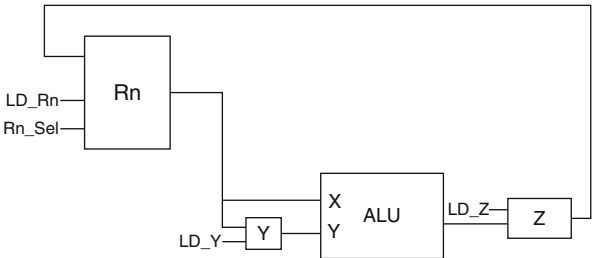 Rn
LD_Rn
Rn_Sel
X
ALU
LD_Z
Z
Y
LD_Y
Y